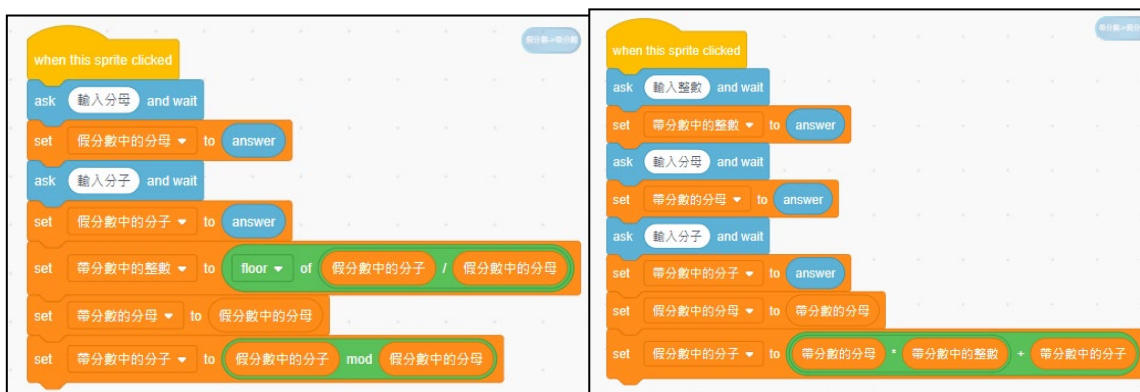 假分數->帶分數
when this sprite clicked
ask 輸入分母 and wait
set 假分數中的分母 to answer
ask 輸入分子 and wait
set 假分數中的分子 to answer
set 帶分數中的整數 to floor of 假分數中的分子 / 假分數中的分母
set 帶分數的分母 to 假分數中的分母
set 帶分數中的分子 to 假分數中的分子 mod 假分數中的分母
when this sprite clicked
ask 輸入整數 and wait
set 帶分數中的整數 to answer
ask 輸入分母 and wait
set 帶分數的分母 to answer
ask 輸入分子 and wait
set 帶分數中的分子 to answer
set 假分數中的分母 to 帶分數的分母
set 假分數中的分子 to 帶分數的分母 * 帶分數中的整數 + 帶分數中的分子